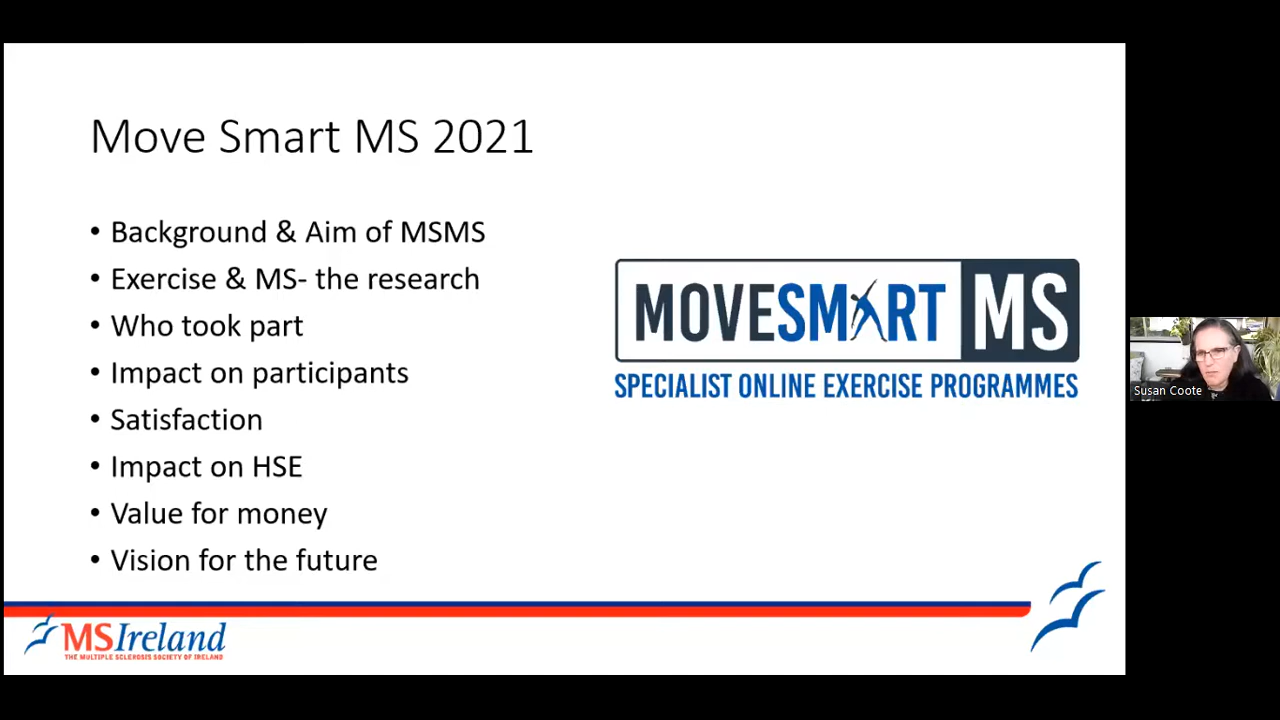 Move Smart MS 2021
• Background & Aim of MSMS
• Exercise & MS- the research
• Who took part
• Impact on participants
• Satisfaction
• Impact on HSE
• Value for money
• Vision for the future
MOVESMART MS
SPECIALIST ONLINE EXERCISE PROGRAMMES
Susan Coote
MSIreland
THE MULTIPLE SCLEROSIS SOCIETY OF IRELAND